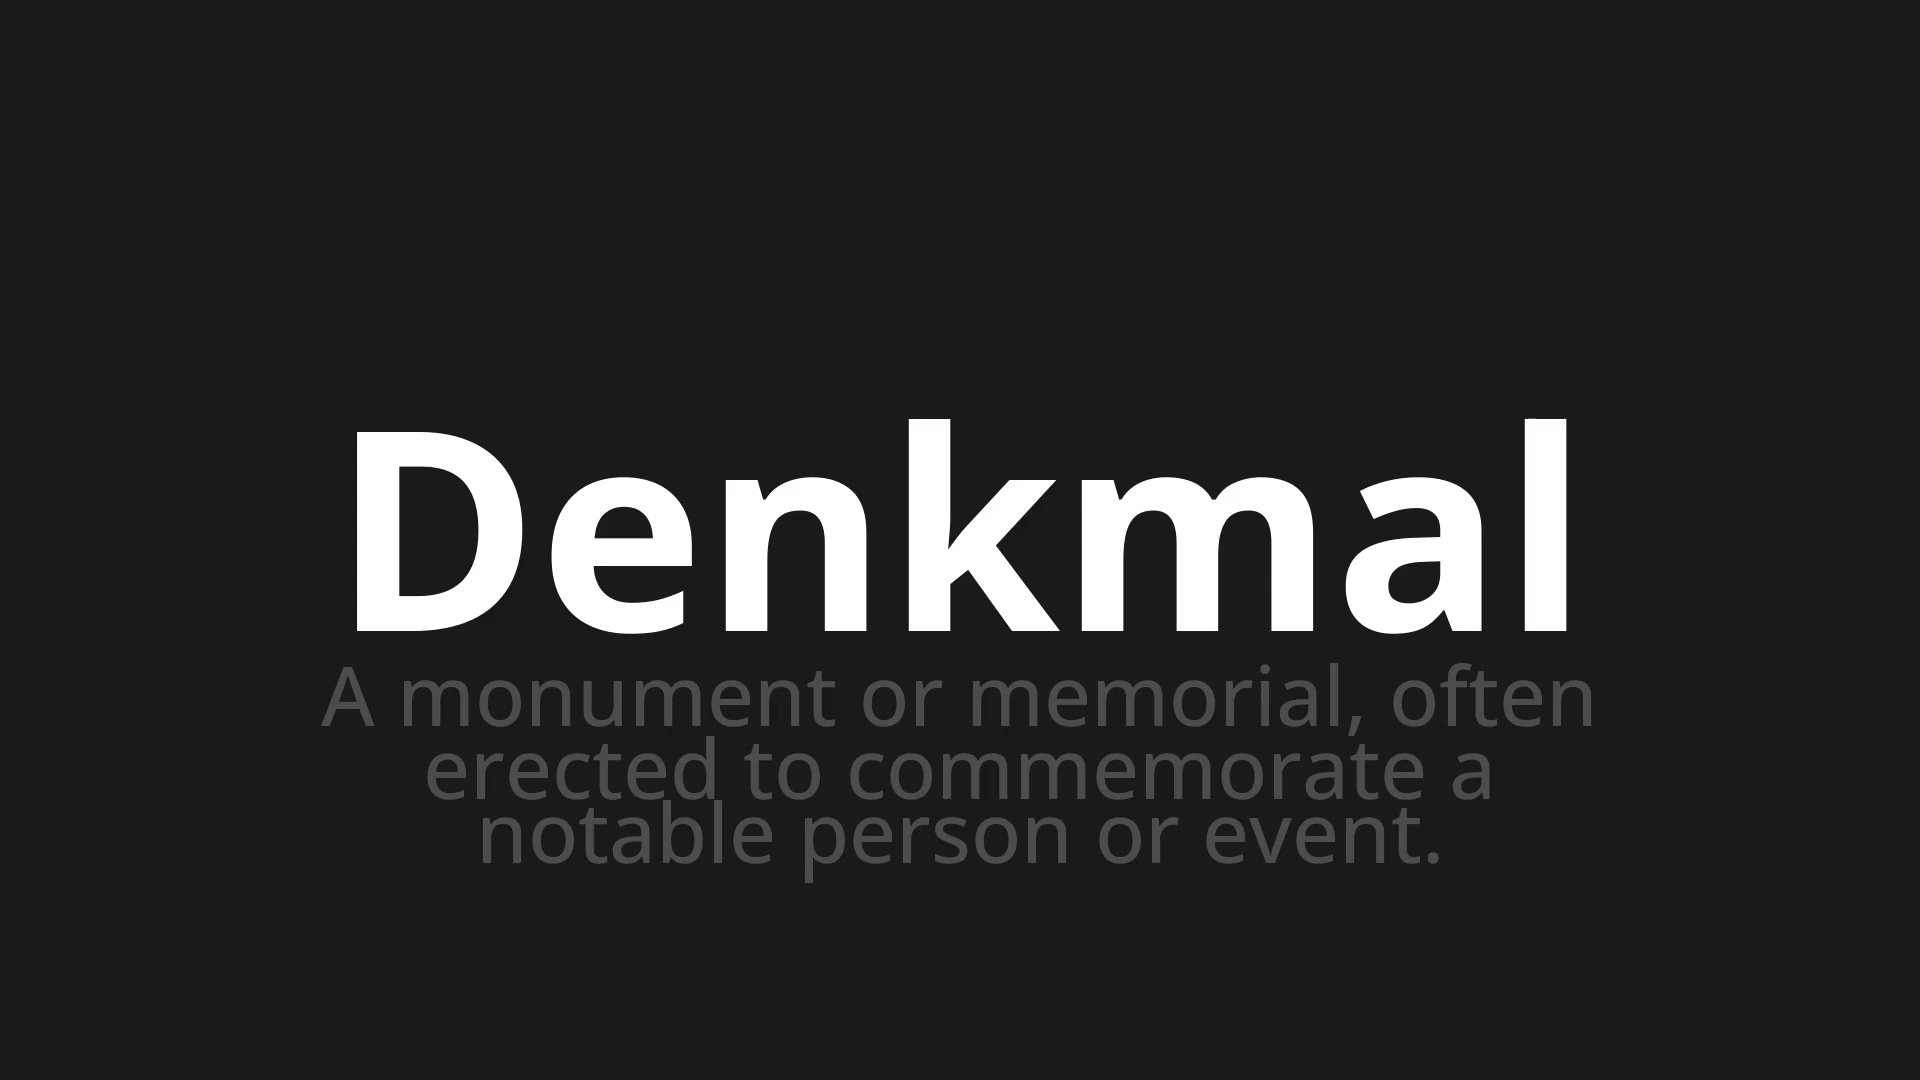 Denkmal
A monument or memorial, often
erected to commemorate a
notable person or event.